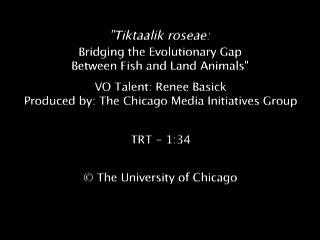 "Tiktaalik roseae:
Bridging the Evolutionary Gap
Between Fish and Land Animals"
VO Talent: Renee Basick
Produced by: The Chicago Media Initiatives Group
TRT - 1:34
© The University of Chicago